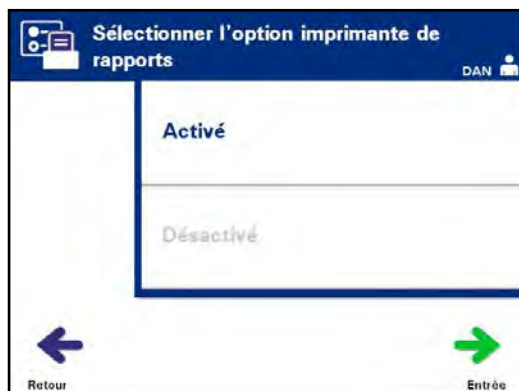 Sélectionner l'option imprimante de
rapports
DAN
Activé
Désactivé
Retour
Entrée